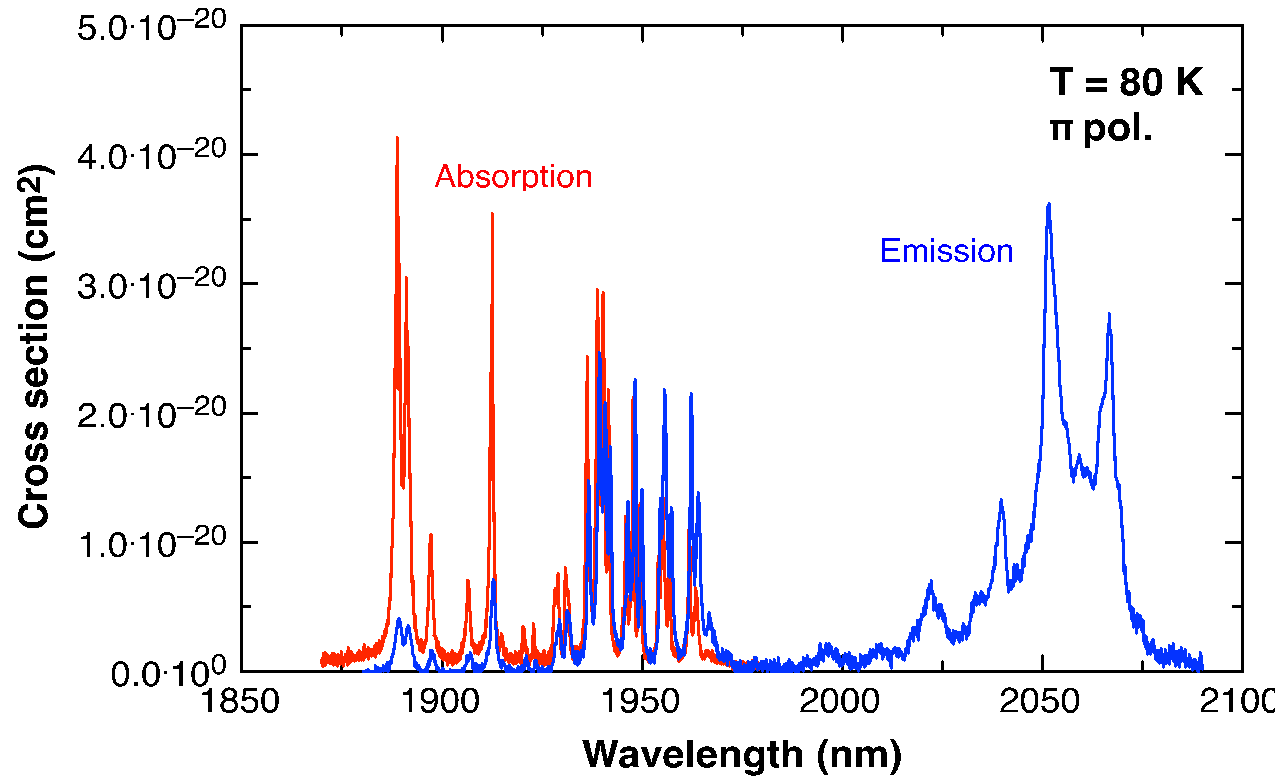 5.0·10–20
4.0·10–20
3.0·10–20
2.0·10–20
1.0·10–20
0.0·100
Cross section (cm2)
T = 80 K
π pol.
Absorption
Emission
1850 1900 1950 2000 2050 2100
Wavelength (nm)